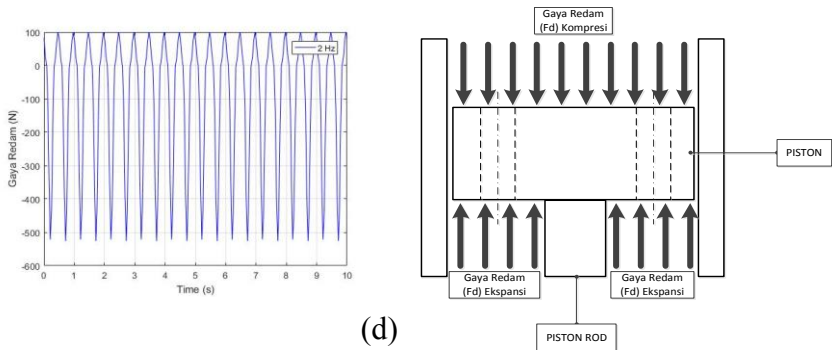 100
0
-100
-200
-300
-400
-500
-600
Gaya Redam (N)
2 Hz
0 1 2 3 4 5 6 7 8 9 10
Time (s)
(d)
Gaya Redam
(Fd) Kompresi
PISTON
Gaya Redam
(Fd) Ekspansi
Gaya Redam
(Fd) Ekspansi
PISTON ROD